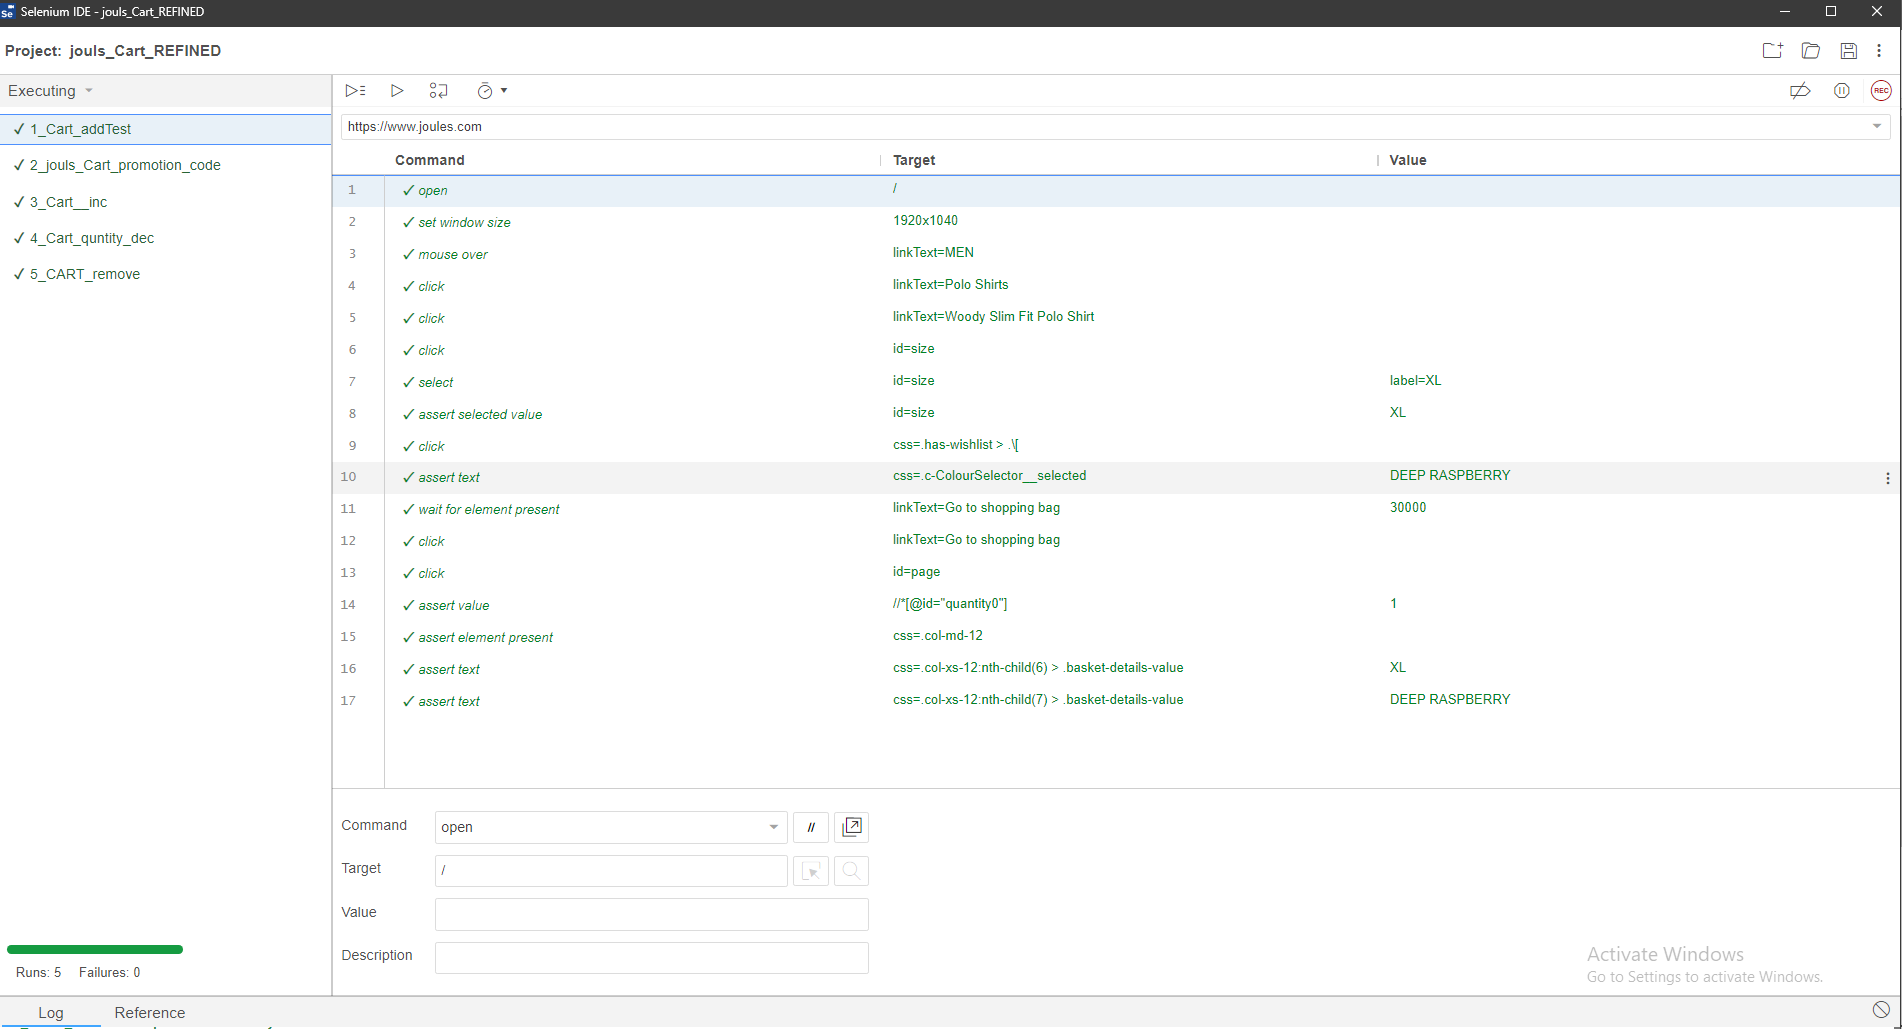 Selenium IDE - jouls_Cart_REFINED
Project: jouls_Cart_REFINED
Executing
✓ 1_Cart_addTest
✓ 2_jouls_Cart_promotion_code
✓ 3_Cart__inc
✓ 4_Cart_quntity_dec
✓ 5_CART_remove
Runs: 5 Failures: 0
REC
https://www.joules.com
Command Target Value
1 ✓ open /
2 ✓ set window size 1920x1040
3 ✓ mouse over linkText=MEN
4 ✓ click linkText=Polo Shirts
5 ✓ click linkText=Woody Slim Fit Polo Shirt
6 ✓ click id=size
7 ✓ select id=size label=XL
8 ✓ assert selected value id=size XL
9 ✓ click css=.has-wishlist > .\[
10 ✓ assert text css=.c-ColourSelector__selected DEEP RASPBERRY
11 ✓ wait for element present linkText=Go to shopping bag 30000
12 ✓ click linkText=Go to shopping bag
13 ✓ click id=page
14 ✓ assert value //*[@id="quantity0"] 1
15 ✓ assert element present css=.col-md-12
16 ✓ assert text css=.col-xs-12:nth-child(6) > .basket-details-value XL
17 ✓ assert text css=.col-xs-12:nth-child(7) > .basket-details-value DEEP RASPBERRY
Command open //
Target /
Value
Description
Activate Windows
Go to Settings to activate Windows.
Log Reference